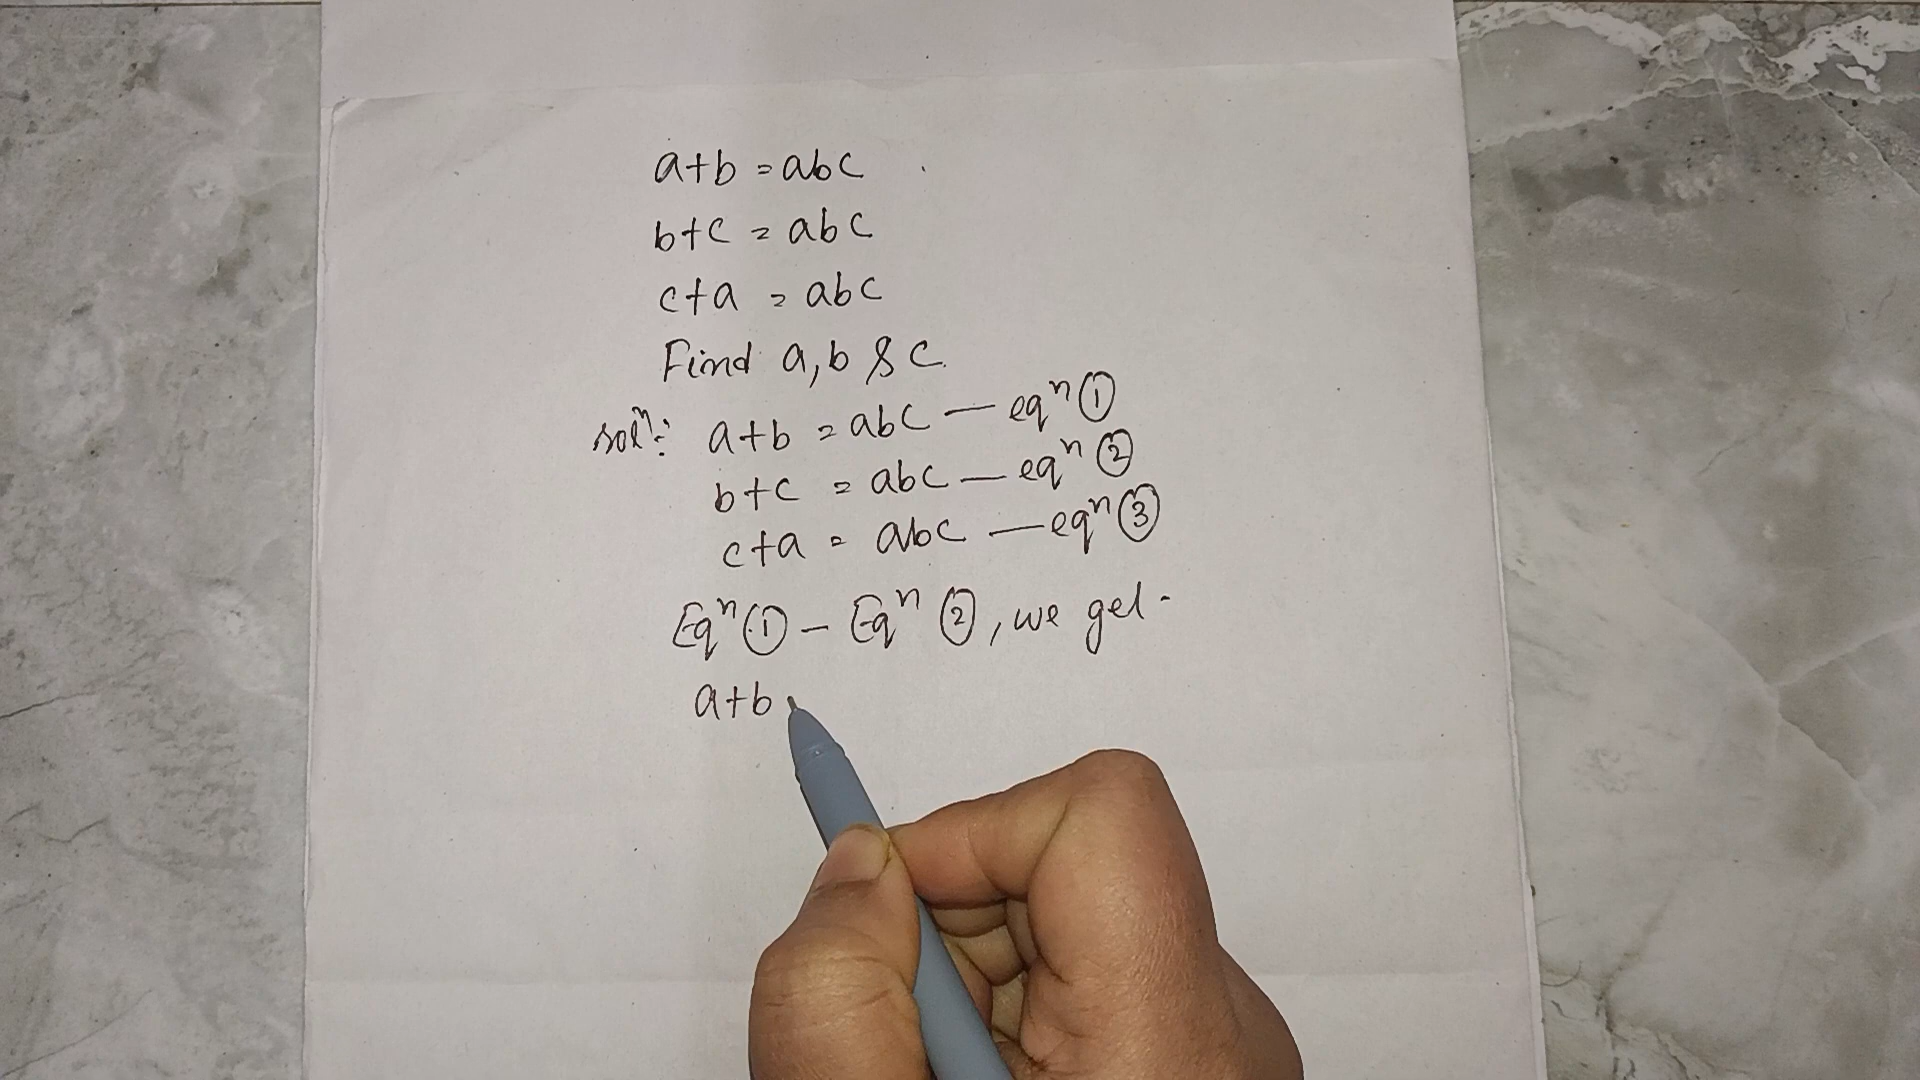 a+b = abc
b+c = abc
c+a = abc
Find a, b & c.
solⁿ: a+b = abc — eqⁿ ①
b+c = abc — eqⁿ ②
c+a = abc — eqⁿ ③
Eqⁿ ① - Eqⁿ ②, we get.
a+b